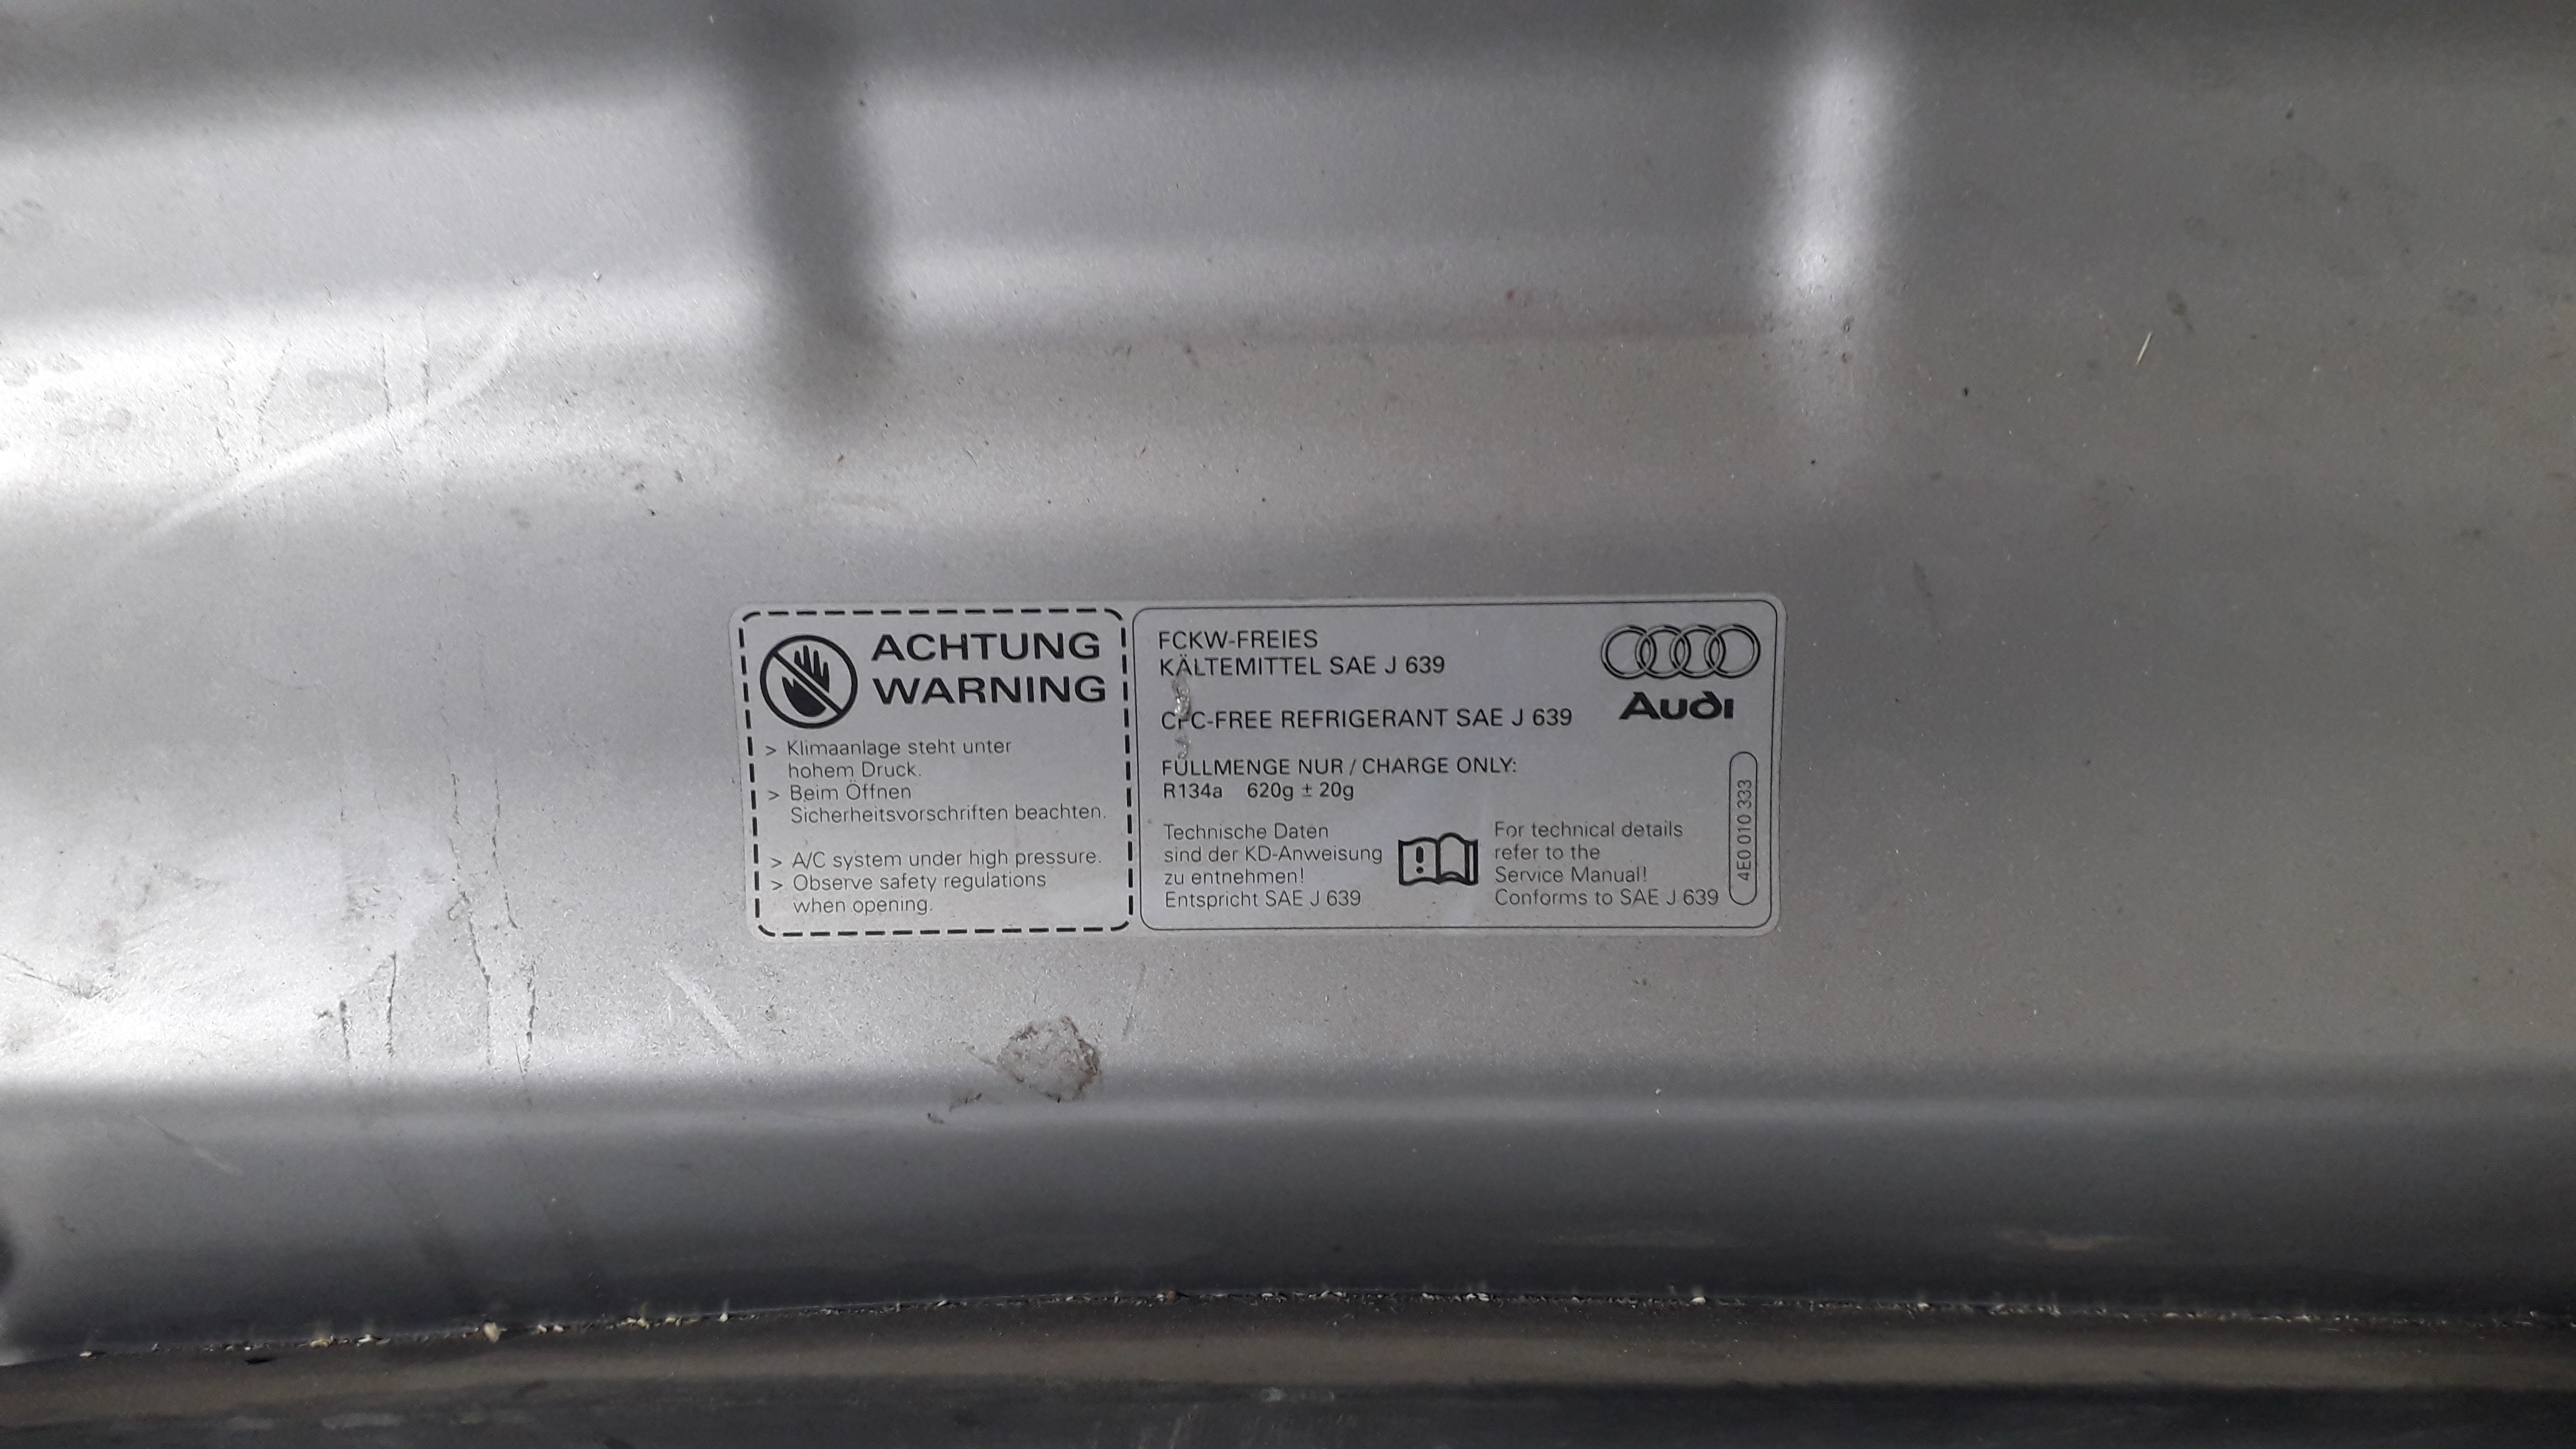 ACHTUNG
WARNING
> Klimaanlage steht unter
hohem Druck.
> Beim Öffnen
Sicherheitsvorschriften beachten.
> A/C system under high pressure.
> Observe safety regulations
when opening.
FCKW-FREIES
KÄLTEMITTEL SAE J 639
CFC-FREE REFRIGERANT SAE J 639
FÜLLMENGE NUR / CHARGE ONLY:
R134a 620g ± 20g
Technische Daten
sind der KD-Anweisung
zu entnehmen!
Entspricht SAE J 639
For technical details
refer to the
Service Manual!
Conforms to SAE J 639
Audi
4E0 010 333